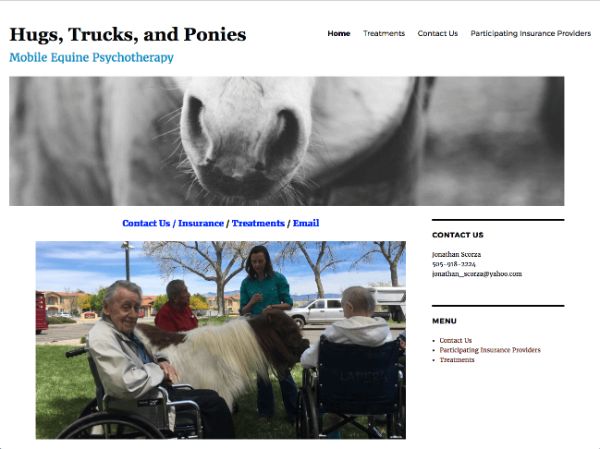 Hugs, Trucks, and Ponies
Mobile Equine Psychotherapy
Home Treatments Contact Us Participating Insurance Providers
Contact Us / Insurance / Treatments / Email
CONTACT US
Jonathan Scorza
505-918-2224
jonathan_scorza@yahoo.com
MENU
Contact Us
Participating Insurance Providers
Treatments